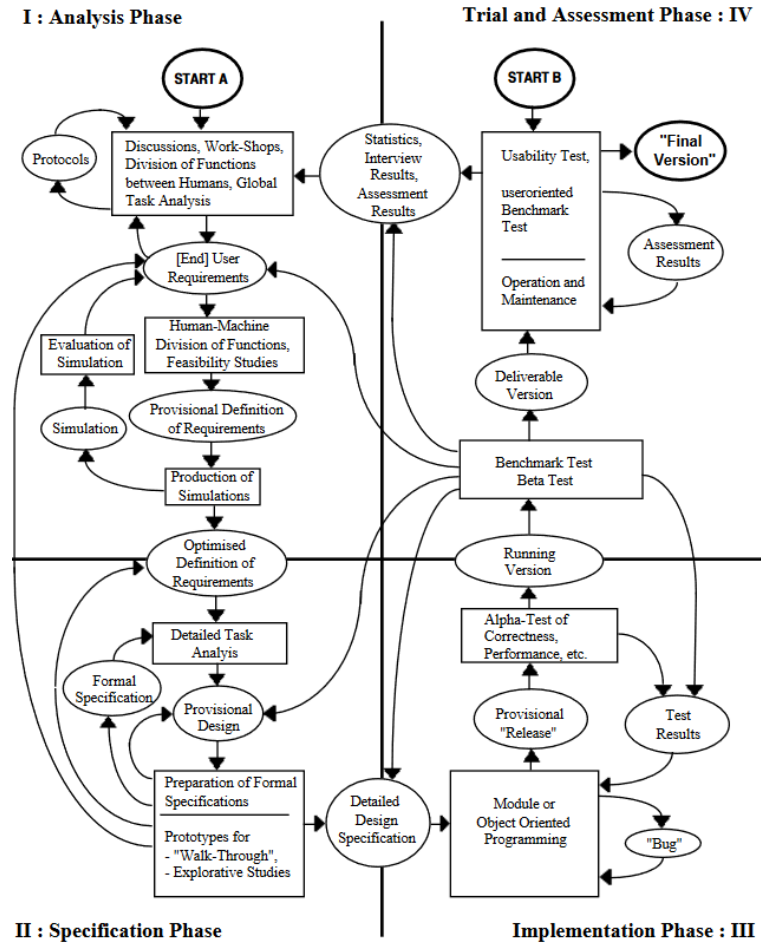 I : Analysis Phase
Trial and Assessment Phase : IV
START A
START B
Protocols
Discussions, Work-Shops,
Division of Functions
between Humans, Global
Task Analysis
Statistics,
Interview
Results,
Assessment
Results
Usability Test,
useroriented
Benchmark
Test
Operation and
Maintenance
"Final
Version"
Assessment
Results
[End] User
Requirements
Evaluation of
Simulation
Human-Machine
Division of Functions,
Feasibility Studies
Deliverable
Version
Simulation
Provisional Definition
of Requirements
Production of
Simulations
Benchmark Test
Beta Test
Optimised
Definition of
Requirements
Running
Version
Detailed Task
Analyis
Alpha-Test of
Correctness,
Performance, etc.
Formal
Specification
Provisional
Design
Provisional
"Release"
Test
Results
Preparation of Formal
Specifications
Prototypes for
- "Walk-Through",
- Explorative Studies
Detailed
Design
Specification
Module or
Object Oriented
Programming
"Bug"
II : Specification Phase
Implementation Phase : III